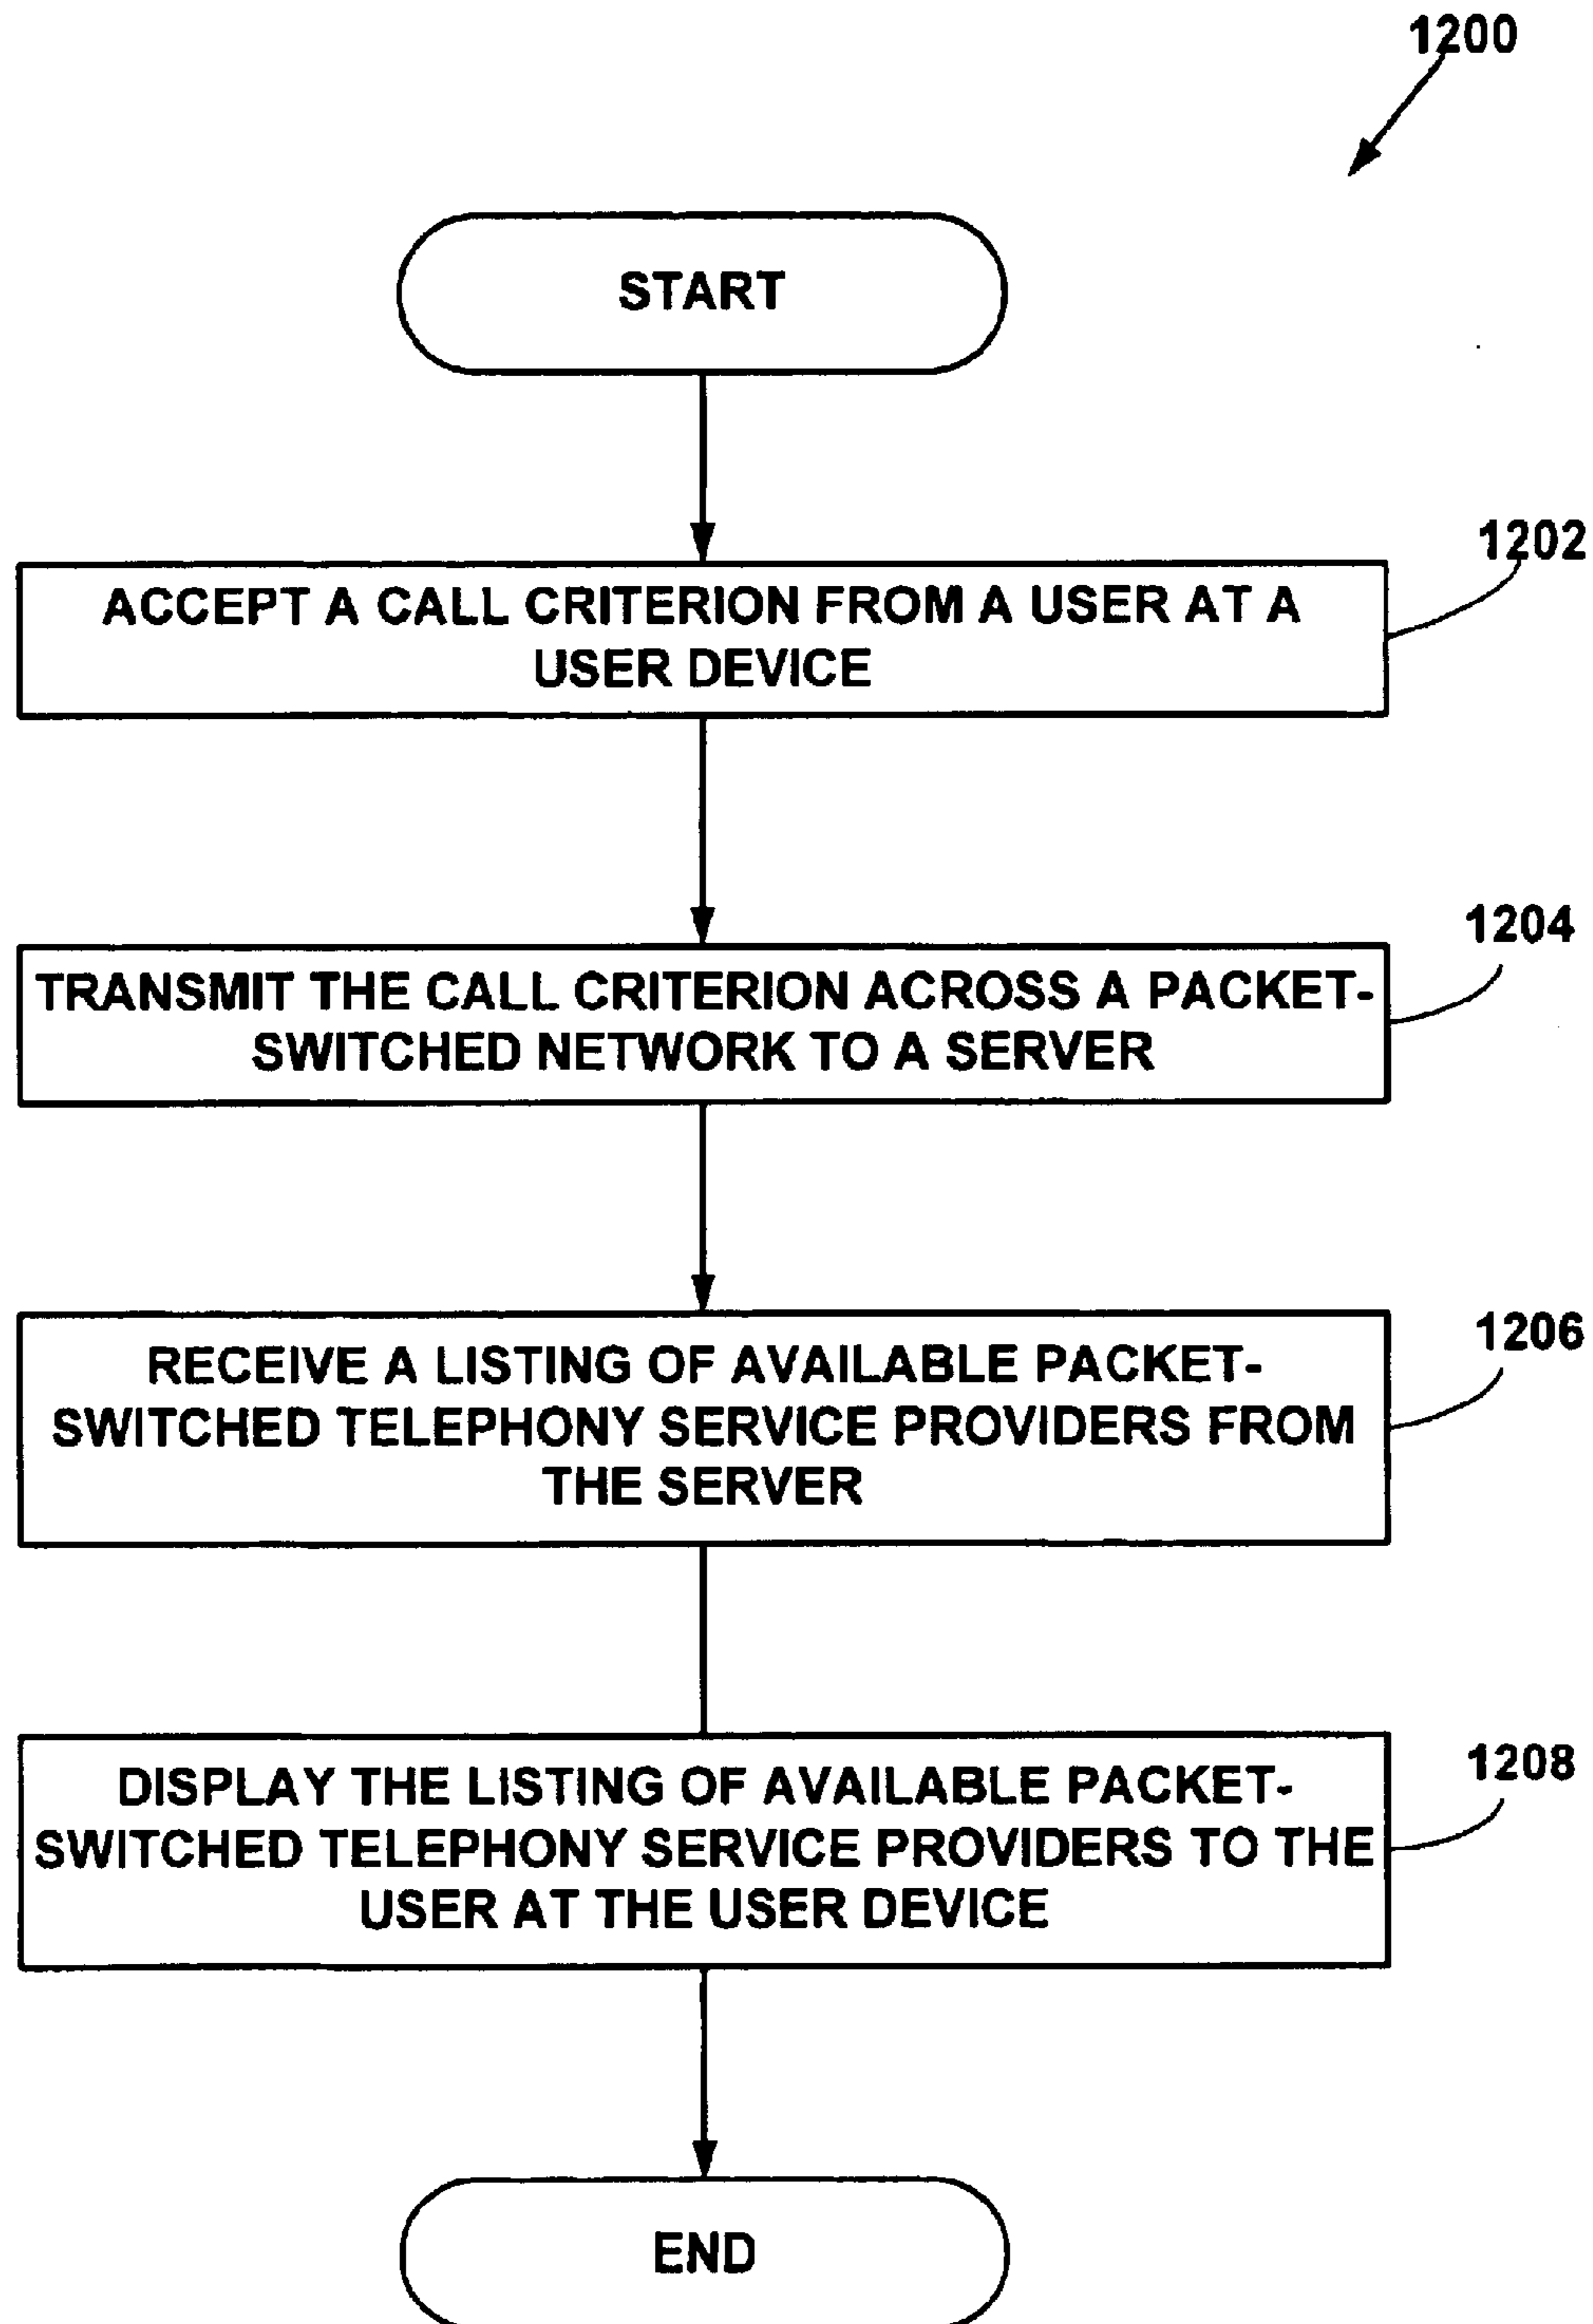 1200
START
1202
ACCEPT A CALL CRITERION FROM A USER AT A
USER DEVICE
1204
TRANSMIT THE CALL CRITERION ACROSS A PACKET-
SWITCHED NETWORK TO A SERVER
1206
RECEIVE A LISTING OF AVAILABLE PACKET-
SWITCHED TELEPHONY SERVICE PROVIDERS FROM
THE SERVER
1208
DISPLAY THE LISTING OF AVAILABLE PACKET-
SWITCHED TELEPHONY SERVICE PROVIDERS TO THE
USER AT THE USER DEVICE
END